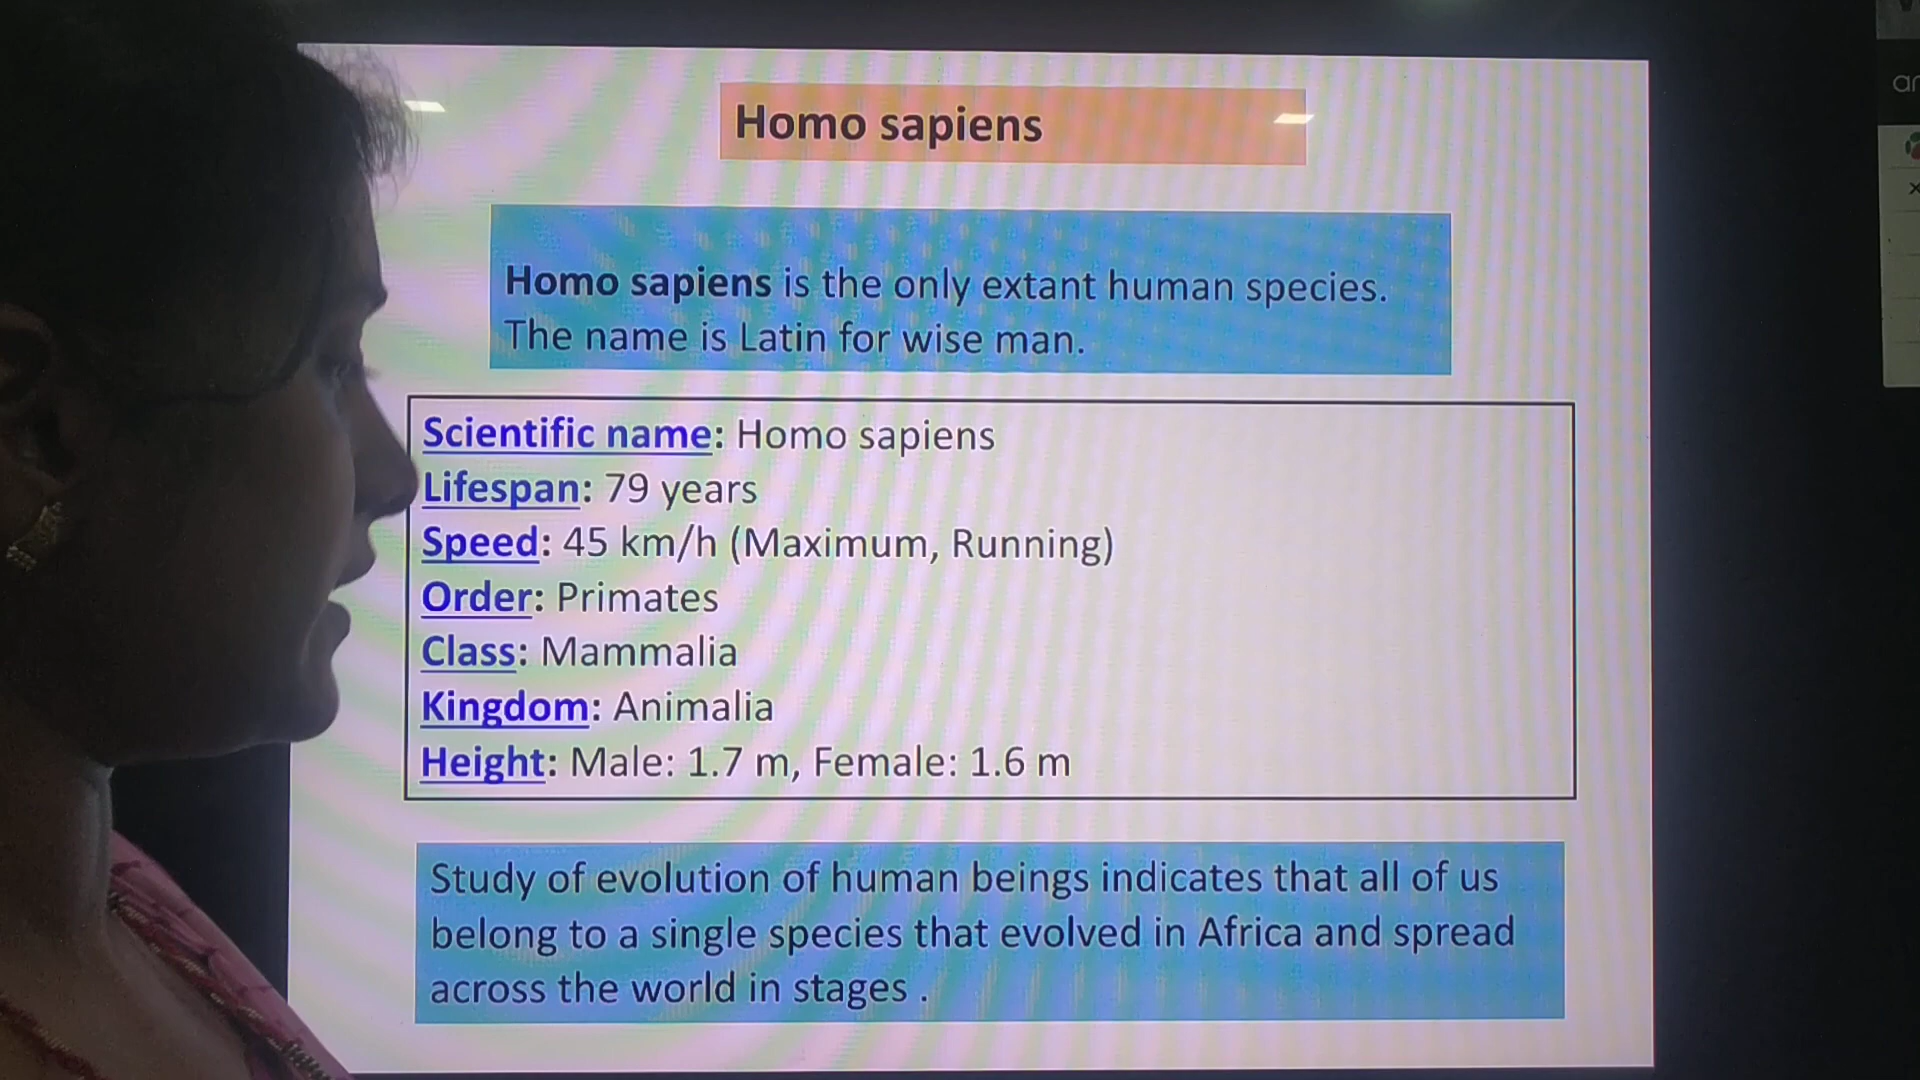 Homo sapiens
Homo sapiens is the only extant human species.
The name is Latin for wise man.
Scientific name: Homo sapiens
Lifespan: 79 years
Speed: 45 km/h (Maximum, Running)
Order: Primates
Class: Mammalia
Kingdom: Animalia
Height: Male: 1.7 m, Female: 1.6 m
Study of evolution of human beings indicates that all of us
belong to a single species that evolved in Africa and spread
across the world in stages .